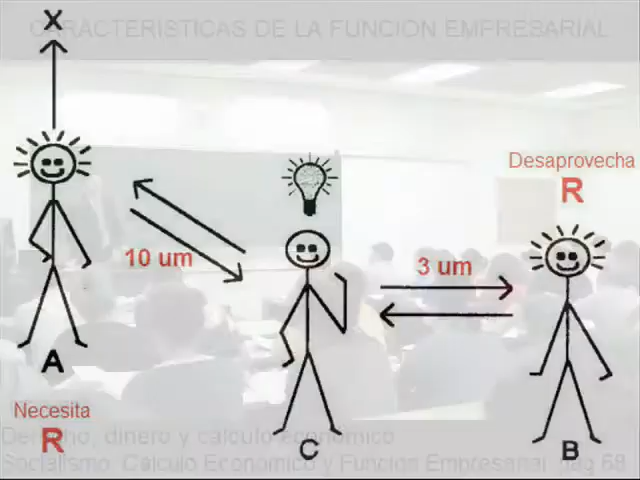 X
CARACTERISTICAS DE LA FUNCION EMPRESARIAL
Desaprovecha
R
10 um
3 um
A
Necesita
R
C
B
Derecho, dinero y calculo económico
Socialismo, Calculo Economico y Funcion Empresarial, pag 68